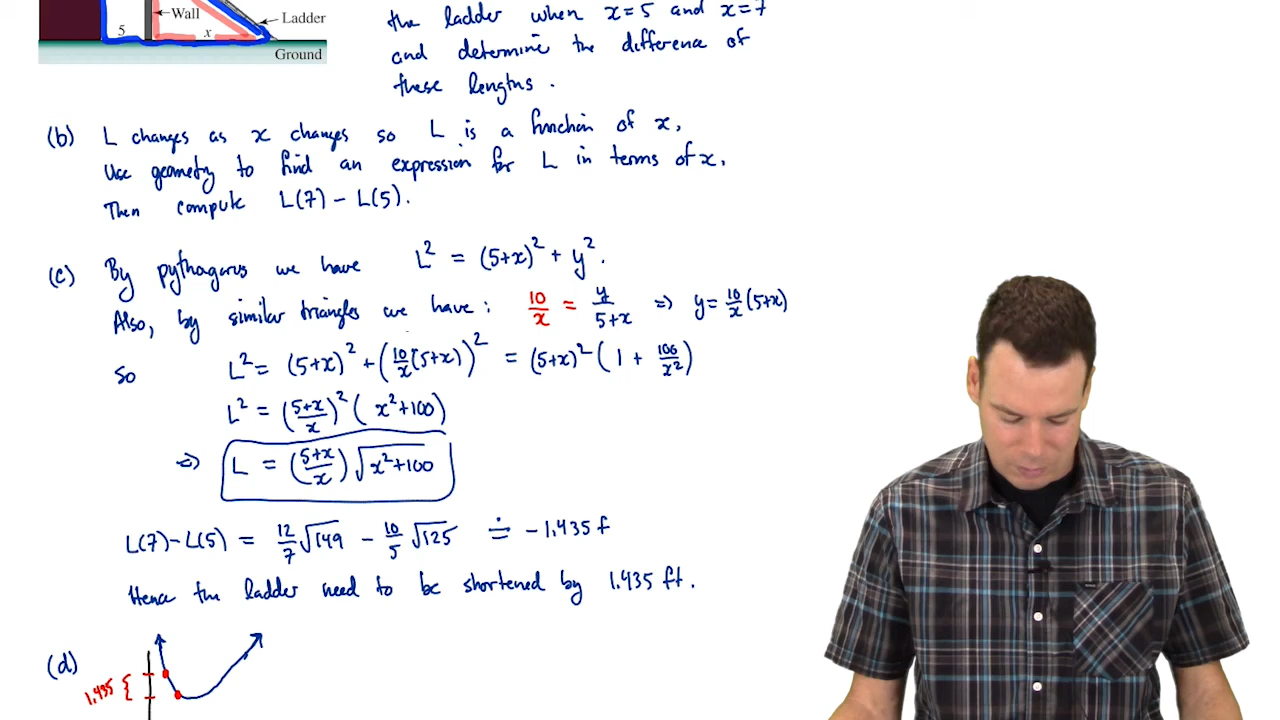 Wall
Ladder
5
x
Ground
the ladder when x=5 and x=7
and determine the difference of
these lengths.
(b) L changes as x changes so L is a function of x.
Use geometry to find an expression for L in terms of x.
Then compute L(7) - L(5).
(c) By pythagorus we have L² = (5+x)² + y².
Also, by similar triangles we have: 10/x = y/5+x => y = 10/x (5+x)
So L² = (5+x)² + (10/x (5+x))² = (5+x)² (1 + 100/x²)
L² = (5+x/x)² (x²+100)
=> L = (5+x/x) √x²+100
L(7)-L(5) = 12/7 √149 - 10/5 √125 ≐ -1.435 f
Hence the ladder need to be shortened by 1.435 ft.
(d)
1.435 {